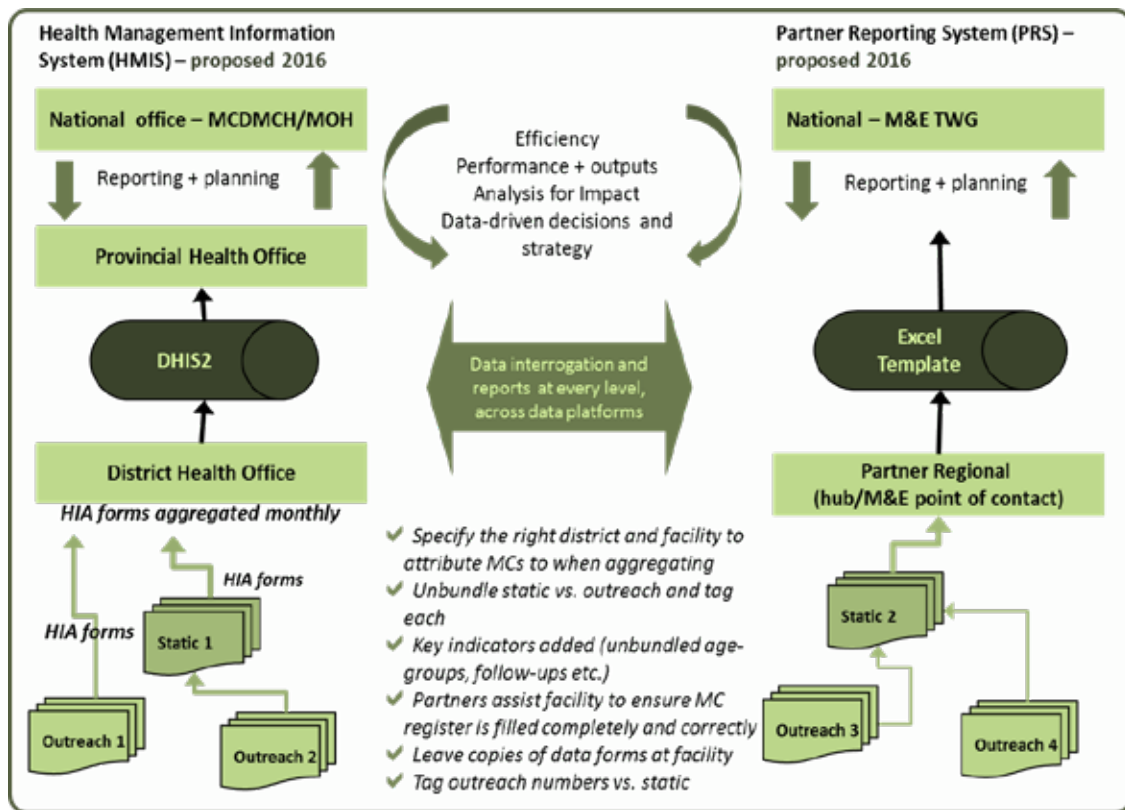 Health Management Information
System (HMIS) – proposed 2016
National office – MCDMCH/MOH
Reporting + planning
Provincial Health Office
DHIS2
District Health Office
HIA forms aggregated monthly
HIA forms
HIA forms
Static 1
Outreach 1
Outreach 2
Efficiency
Performance + outputs
Analysis for Impact
Data-driven decisions and
strategy
Data interrogation and
reports at every level,
across data platforms
✓ Specify the right district and facility to
attribute MCs to when aggregating
✓ Unbundle static vs. outreach and tag
each
✓ Key indicators added (unbundled age-
groups, follow-ups etc.)
✓ Partners assist facility to ensure MC
register is filled completely and correctly
✓ Leave copies of data forms at facility
✓ Tag outreach numbers vs. static
Partner Reporting System (PRS) –
proposed 2016
National – M&E TWG
Reporting + planning
Excel
Template
Partner Regional
(hub/M&E point of contact)
Static 2
Outreach 3
Outreach 4